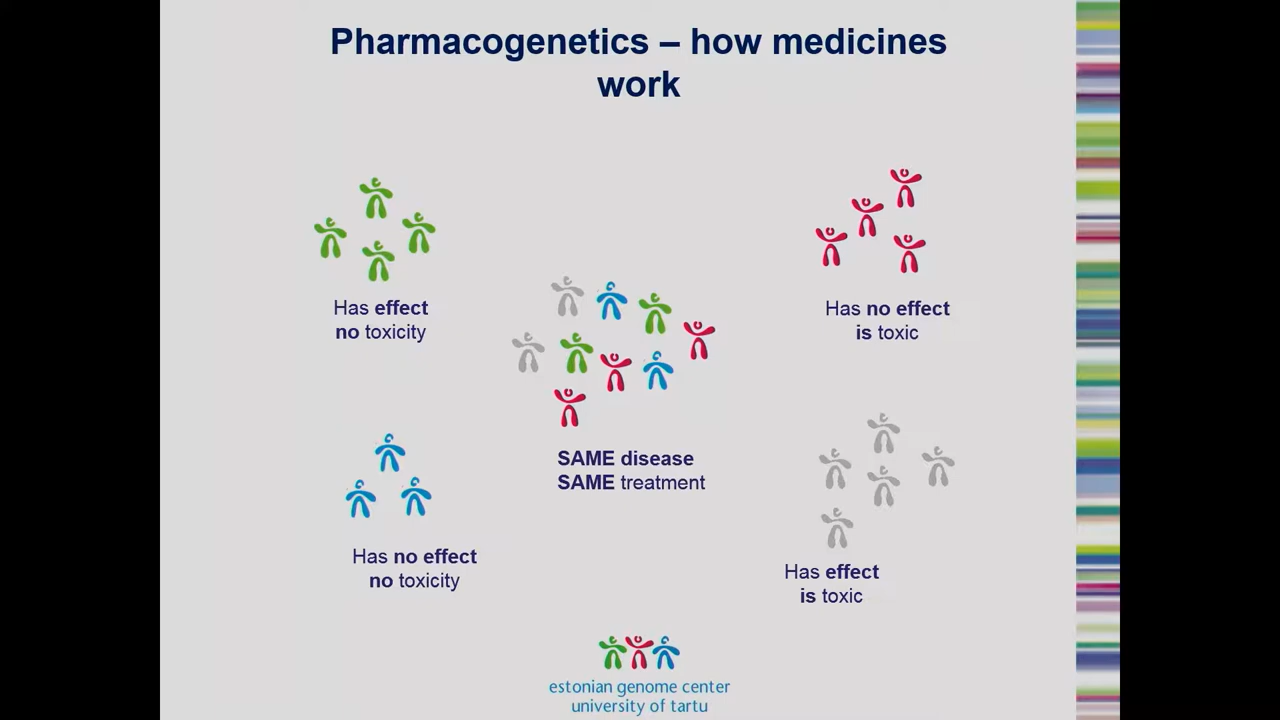 Pharmacogenetics – how medicines
work
Has effect
no toxicity
Has no effect
is toxic
SAME disease
SAME treatment
Has no effect
no toxicity
Has effect
is toxic
estonian genome center
university of tartu